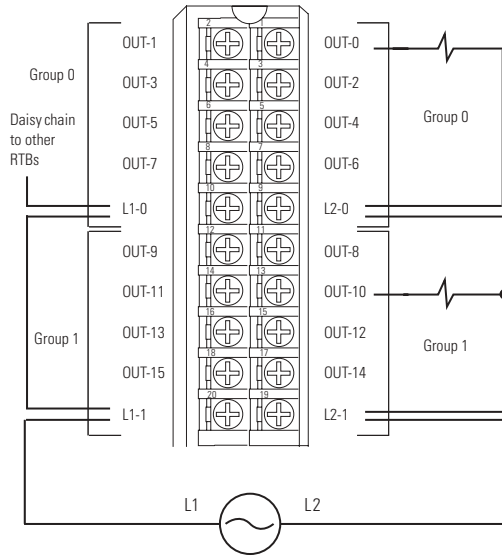 2 1
OUT-1 OUT-0
4 3
Group 0 OUT-3 OUT-2
6 5
Daisy chain
to other
RTBs
OUT-5 OUT-4 Group 0
8 7
OUT-7 OUT-6
10 9
L1-0 L2-0
12 11
OUT-9 OUT-8
14 13
OUT-11 OUT-10
16 15
Group 1 OUT-13 OUT-12 Group 1
18 17
OUT-15 OUT-14
20 19
L1-1 L2-1
L1 L2